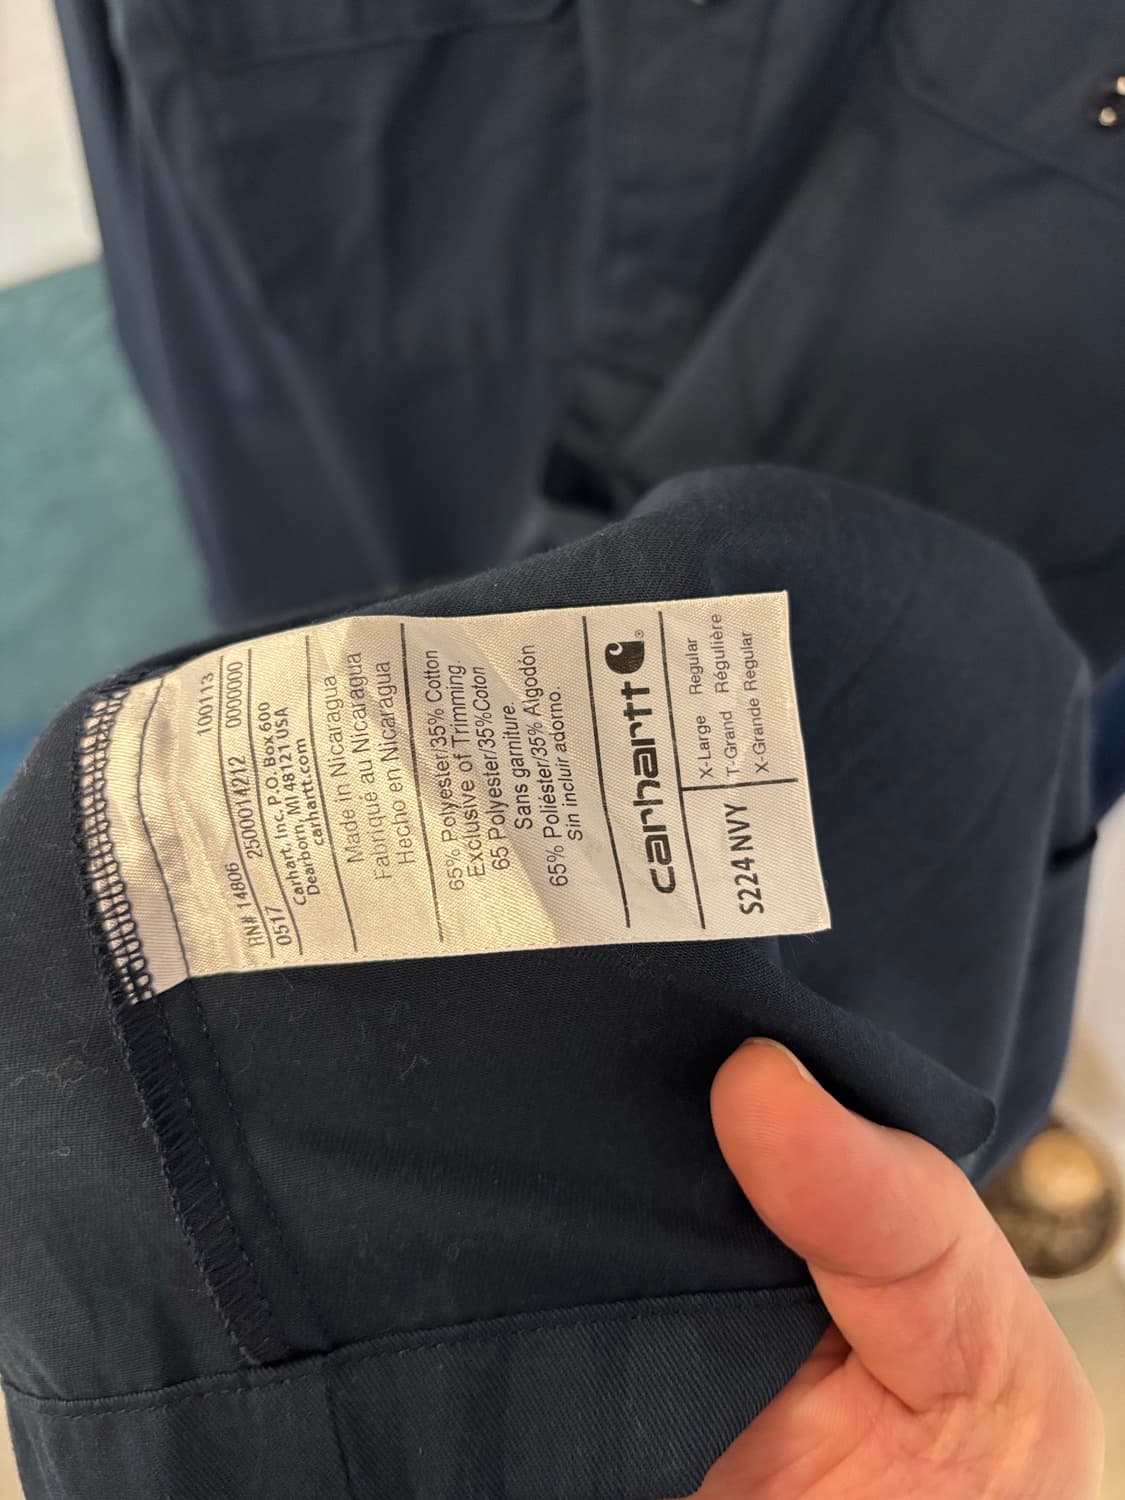 carhartt ®
S224 NVY
X-Large Regular
T-Grand Régulière
X-Grande Regular
65% Polyester/35% Cotton
Exclusive of Trimming.
65 Polyester/35%Coton
Sans garniture.
65% Poliéster/35% Algodón
Sin incluir adorno.
Made in Nicaragua
Fabriqué au Nicaragua
Hecho en Nicaragua
Carhart, Inc. P.O. Box 600
Dearborn, MI 48121 USA
carhartt.com
RN# 14806 100113
0517 2500014212 0000000